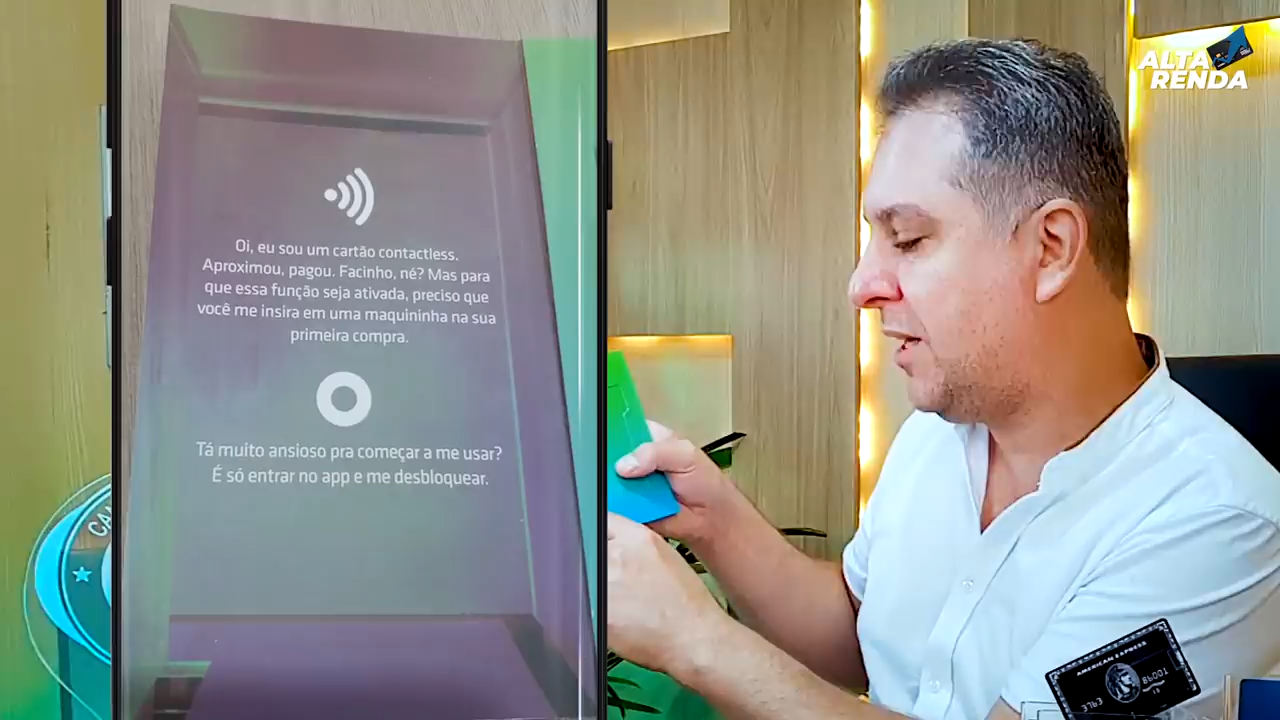 Oi, eu sou um cartão contactless.
Aproximou, pagou. Facinho, né? Mas para
que essa função seja ativada, preciso que
você me insira em uma maquininha na sua
primeira compra.
Tá muito ansioso pra começar a me usar?
É só entrar no app e me desbloquear.
ALTA
RENDA
AMERICAN EXPRESS
3763
86001